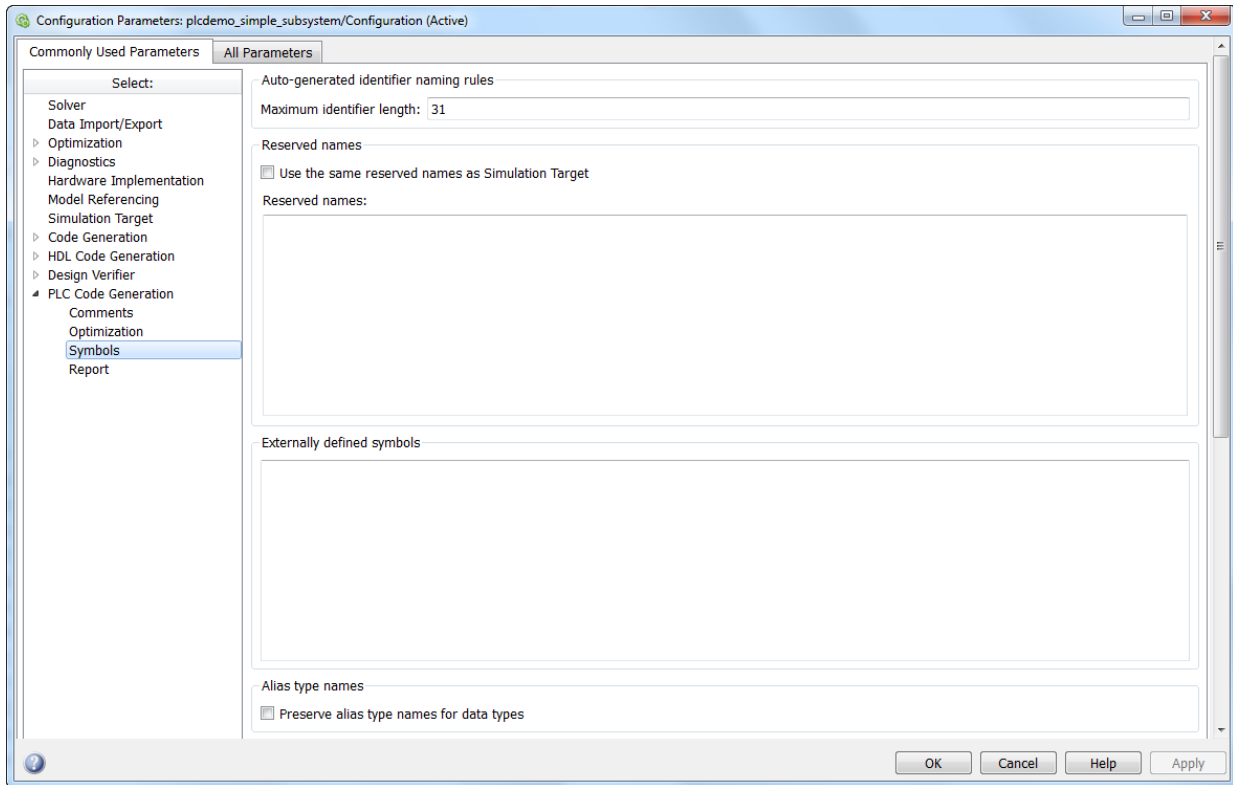 Configuration Parameters: plcdemo_simple_subsystem/Configuration (Active)
Commonly Used Parameters
All Parameters
Select:
Solver
Data Import/Export
Optimization
Diagnostics
Hardware Implementation
Model Referencing
Simulation Target
Code Generation
HDL Code Generation
Design Verifier
PLC Code Generation
Comments
Optimization
Symbols
Report
Auto-generated identifier naming rules
Maximum identifier length: 31
Reserved names
Use the same reserved names as Simulation Target
Reserved names:
Externally defined symbols
Alias type names
Preserve alias type names for data types
OK
Cancel
Help
Apply